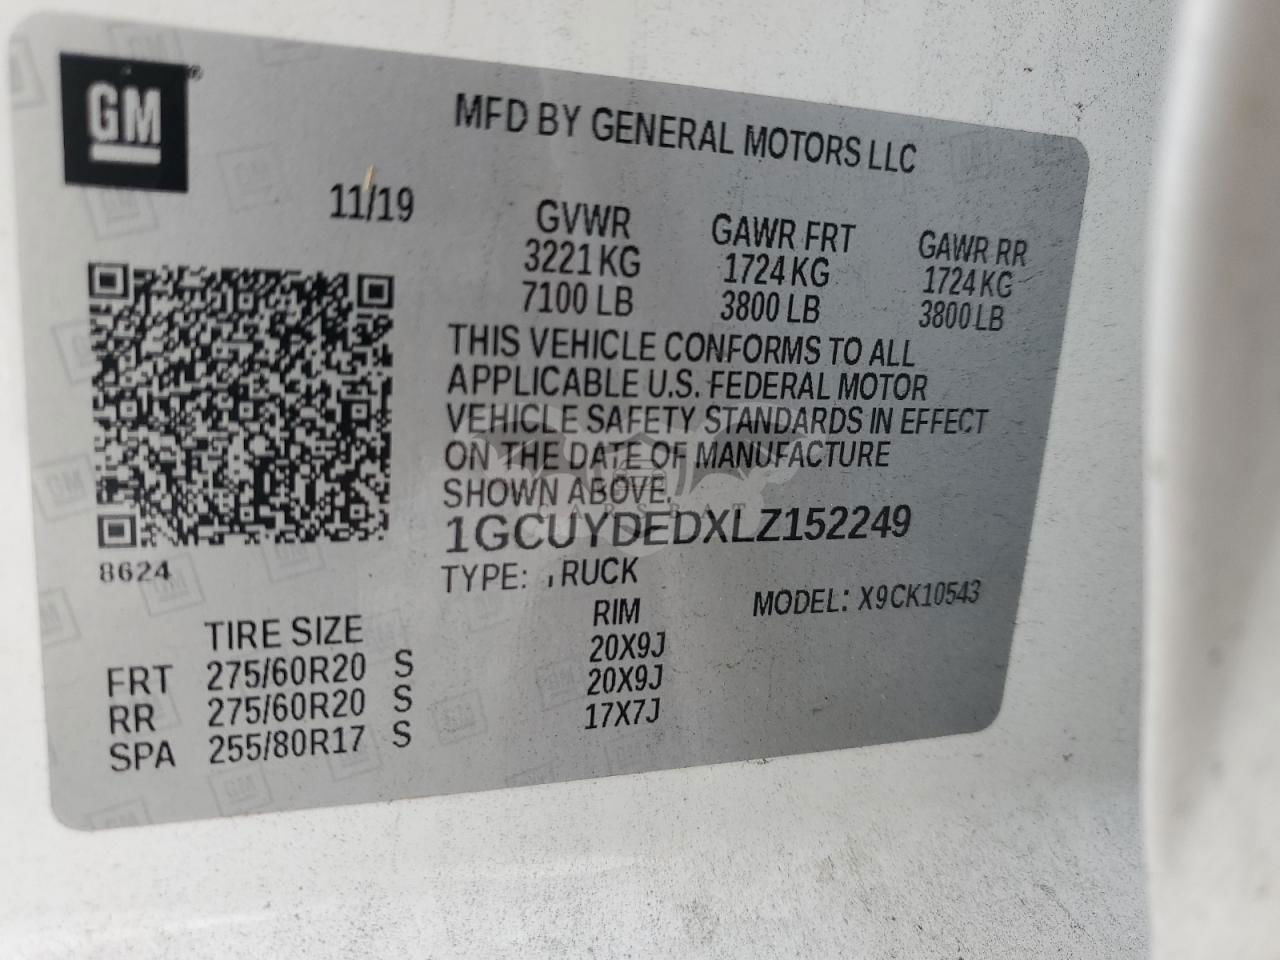 GM
MFD BY GENERAL MOTORS LLC
11/19
GVWR GAWR FRT GAWR RR
3221 KG 1724 KG 1724 KG
7100 LB 3800 LB 3800 LB
THIS VEHICLE CONFORMS TO ALL
APPLICABLE U.S. FEDERAL MOTOR
VEHICLE SAFETY STANDARDS IN EFFECT
ON THE DATE OF MANUFACTURE
SHOWN ABOVE.
CARSBAT
1GCUYDEDXLZ152249
8624
TYPE: TRUCK MODEL: X9CK10543
TIRE SIZE RIM
FRT 275/60R20 S 20X9J
RR 275/60R20 S 20X9J
SPA 255/80R17 S 17X7J